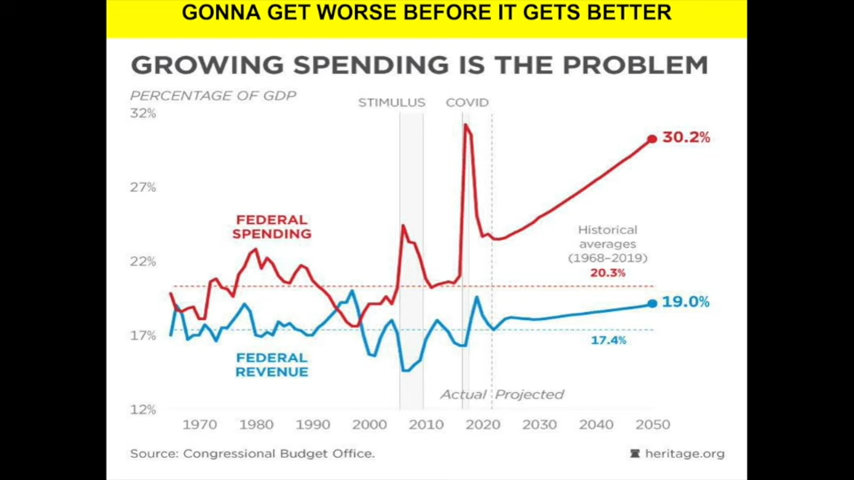 GONNA GET WORSE BEFORE IT GETS BETTER
GROWING SPENDING IS THE PROBLEM
PERCENTAGE OF GDP
STIMULUS
COVID
32%
27%
22%
17%
12%
FEDERAL
SPENDING
30.2%
Historical
averages
(1968–2019)
20.3%
19.0%
17.4%
FEDERAL
REVENUE
Actual
Projected
1970
1980
1990
2000
2010
2020
2030
2040
2050
Source: Congressional Budget Office.
heritage.org